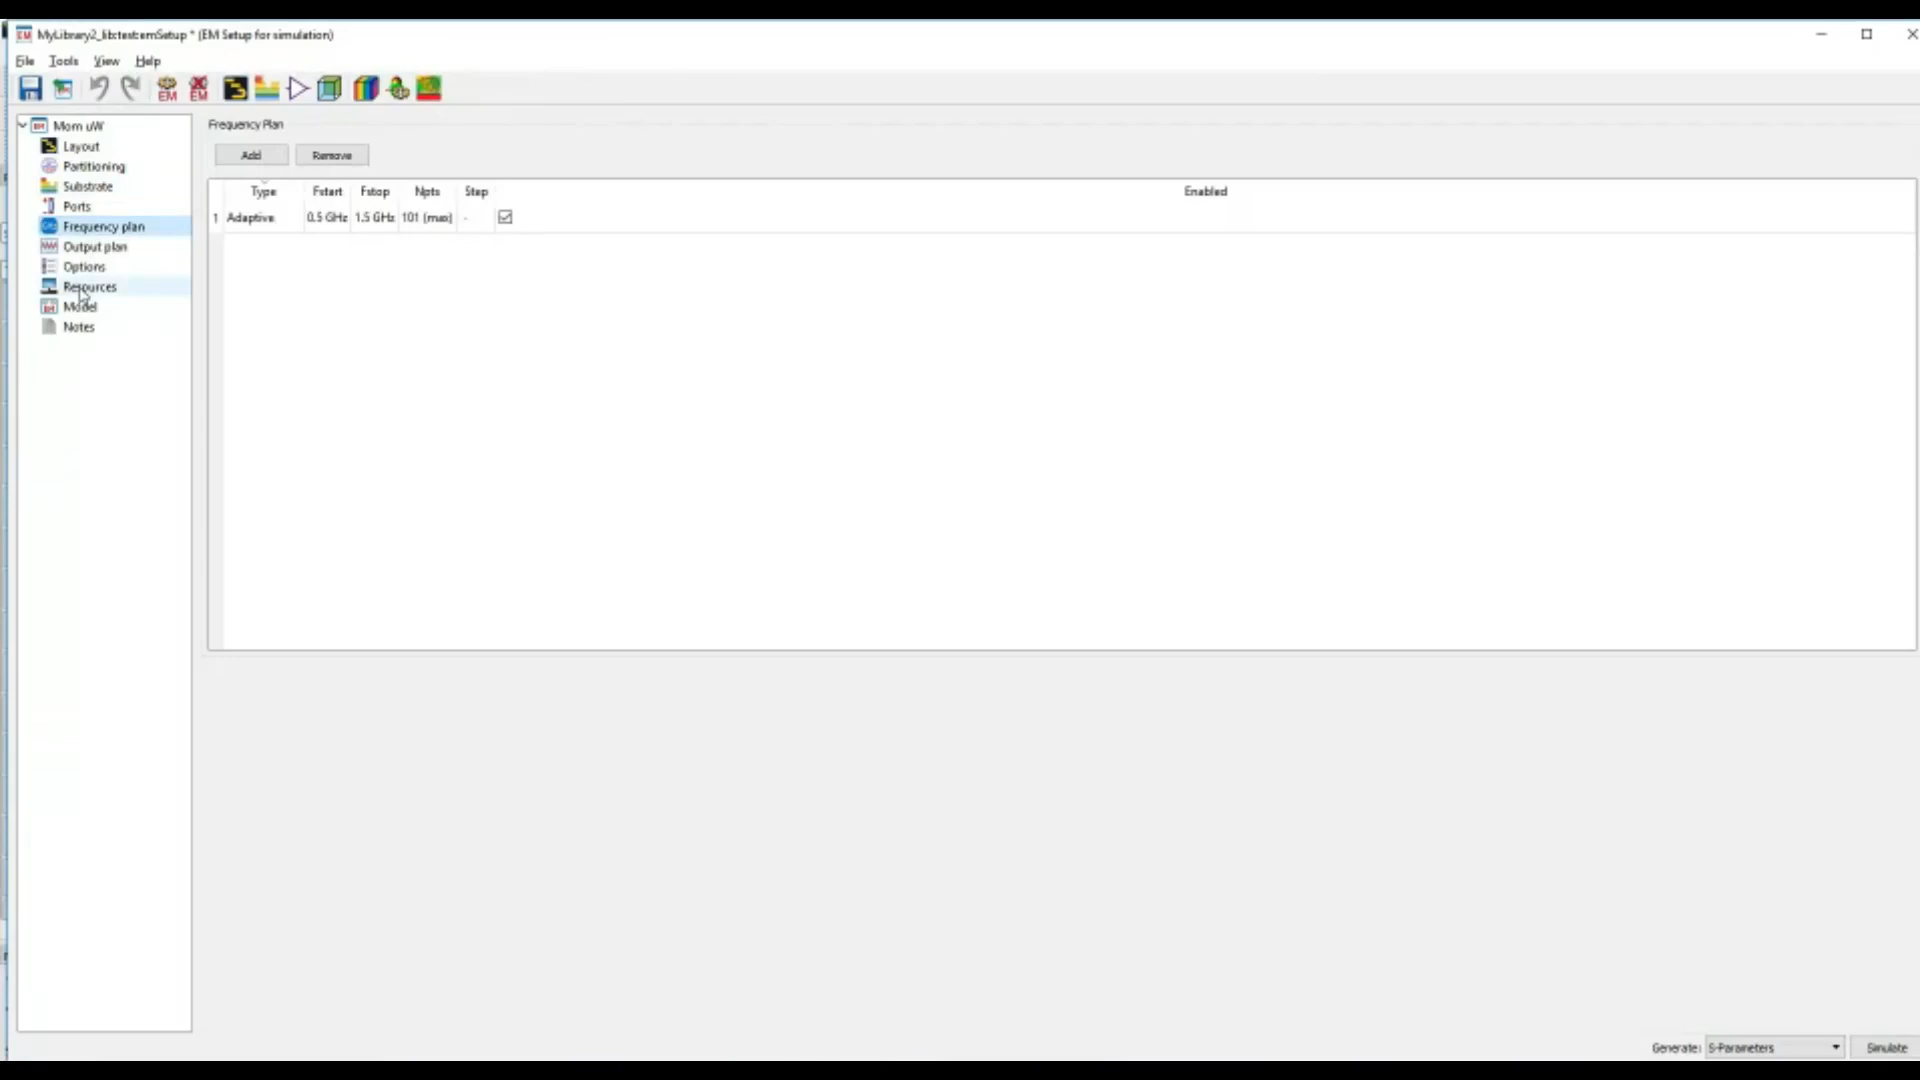 MyLibrary2_lib:test:emSetup * (EM Setup for simulation)
File Tools View Help
EM EM
Mom uW
Layout
Partitioning
Substrate
Ports
Frequency plan
Output plan
Options
Resources
Model
Notes
Frequency Plan
Add Remove
Type Fstart Fstop Npts Step Enabled
1 Adaptive 0.5 GHz 1.5 GHz 101 (max) -
Generate: S-Parameters Simulate